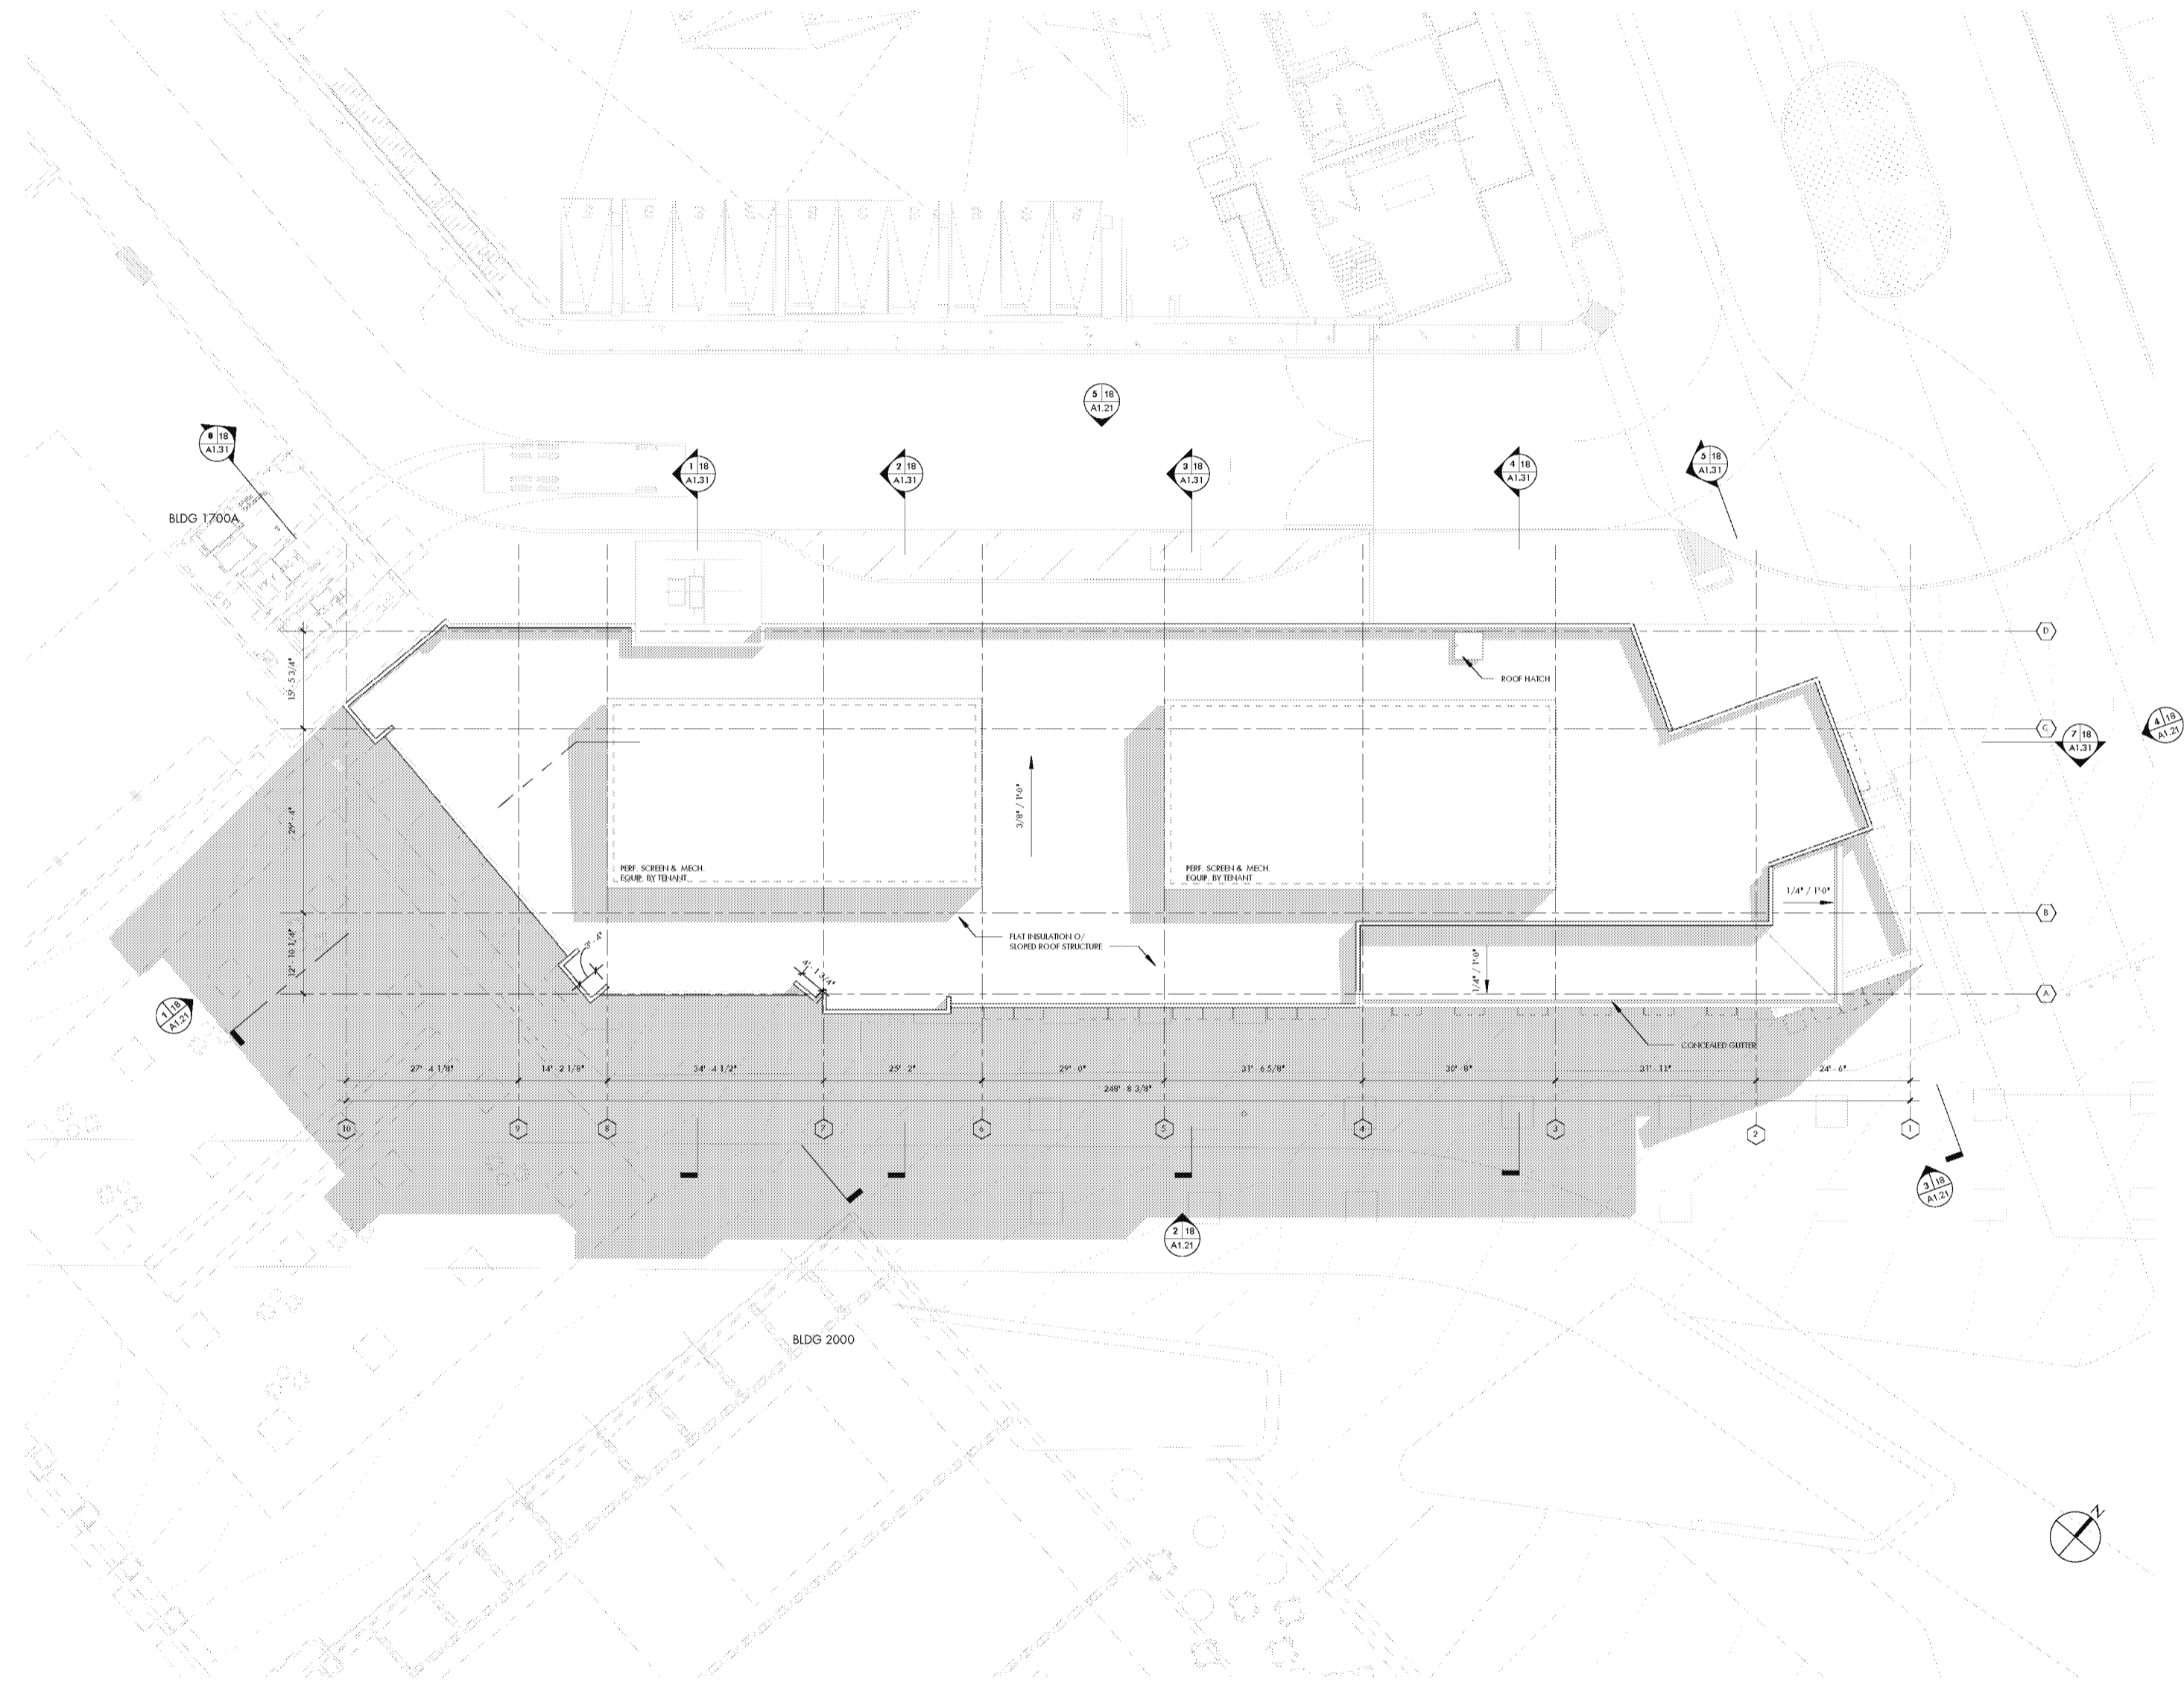 5 18
A1.21
6 18
A1.31
1 18
A1.31
2 18
A1.31
3 18
A1.31
4 18
A1.31
5 18
A1.31
BLDG 1700A
D
15' - 5 3/4"
ROOF HATCH
C
4 18
A1.21
7 18
A1.31
29' - 4"
3/8" / 1'-0"
PERF. SCREEN & MECH.
EQUIP. BY TENANT
PERF. SCREEN & MECH.
EQUIP. BY TENANT
1/4" / 1'-0"
B
FLAT INSULATION O/
SLOPED ROOF STRUCTURE
12' - 10 1/4"
3' - 4"
4' - 1 3/4"
1/4" / 1'-0"
A
1 18
A1.21
CONCEALED GUTTER
27' - 4 1/8"
14' - 2 1/8"
34' - 4 1/2"
25' - 2"
29' - 0"
31' - 6 5/8"
30' - 8"
31' - 11"
24' - 6"
248' - 8 3/8"
10
9
8
7
6
5
4
3
2
1
3 18
A1.21
2 18
A1.21
BLDG 2000
N